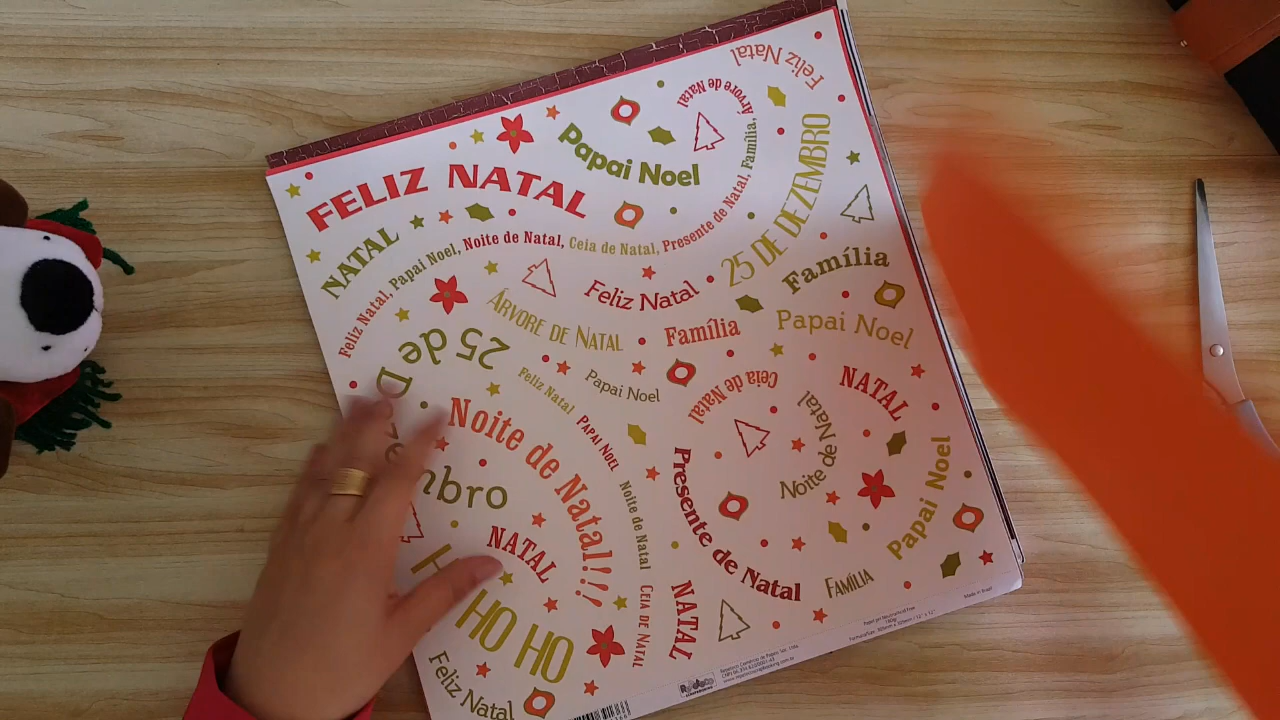 Feliz Natal
Árvore de Natal
Papai Noel
FELIZ NATAL
NATAL
25 DE DEZEMBRO
Feliz Natal, Papai Noel, Noite de Natal, Ceia de Natal, Presente de Natal, Família,
Família
Feliz Natal
ÁRVORE DE NATAL
Família
Papai Noel
25 de
Feliz Natal
Papai Noel
Ceia de Natal
NATAL
Noite de Natal
Noite de Natal!!!
PAPAI NOEL
Noite de Natal
CEIA DE NATAL
Presente de Natal
Papai Noel
NATAL
HO HO
NATAL
FAMÍLIA
Feliz Natal
Made in Brazil